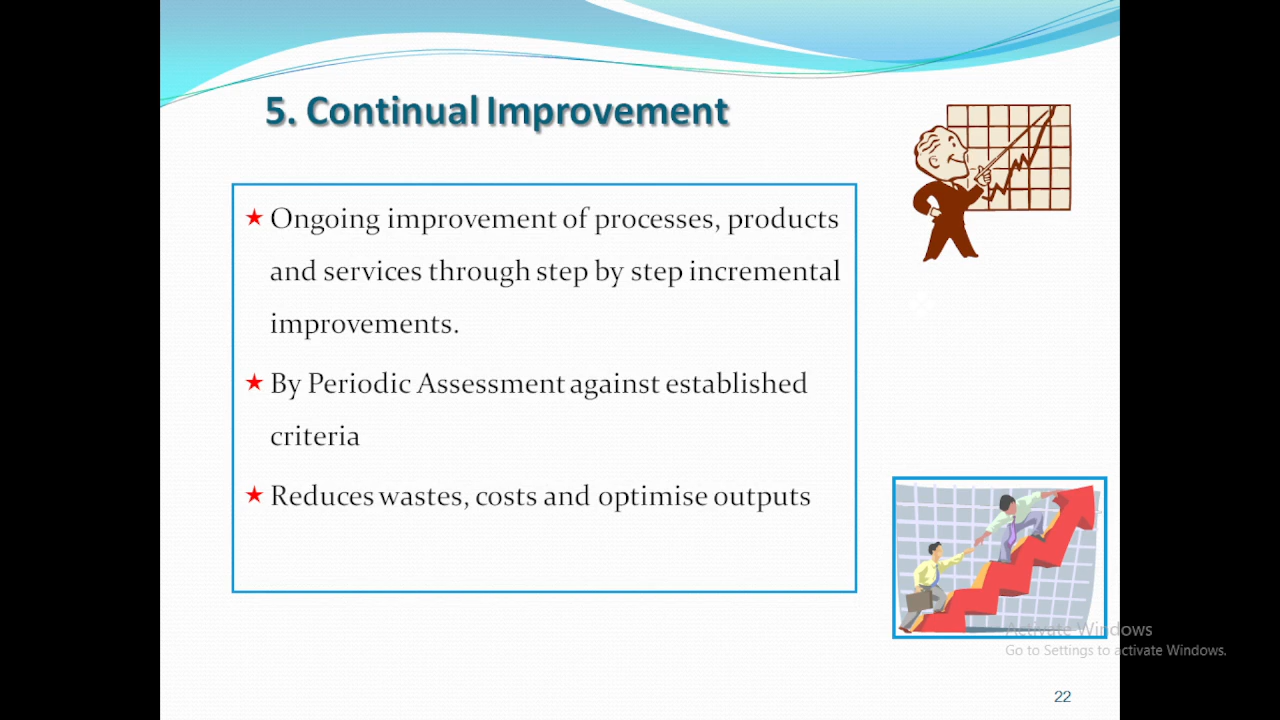 5. Continual Improvement
★ Ongoing improvement of processes, products
and services through step by step incremental
improvements.
★ By Periodic Assessment against established
criteria
★ Reduces wastes, costs and optimise outputs
Activate Windows
Go to Settings to activate Windows.
22